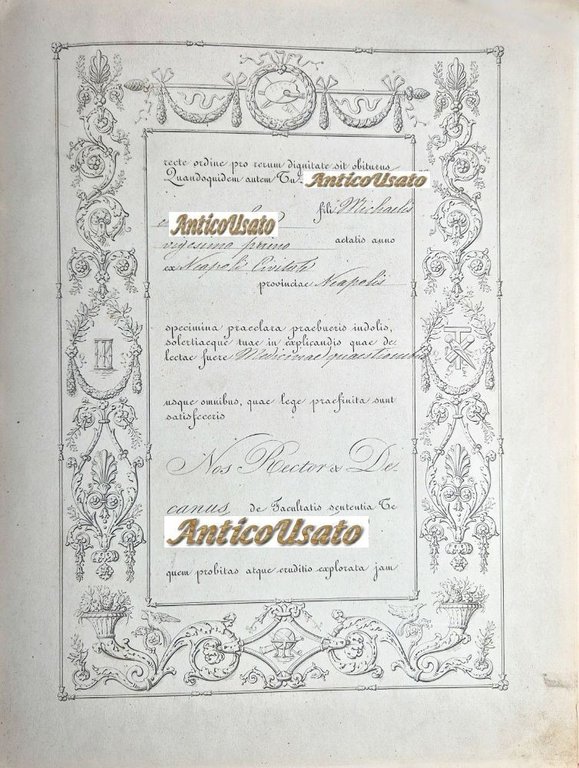 recte ordine pro rerum dignitate sit obiturus
Quandoquidem autem Tu. AnticoUsato
fili Michaelis
AnticoUsato
vigesimo primo aetatis anno
ex Neapoli Civitate
provinciae Neapolis
specimina praeclara praebueris indolis,
solertiaeque tuae in explicandis quae de
lectae fuere Medicinae quaestionibus
usque omnibus, quae lege praefinita sunt
satisfeceris
Nos Rector & De.
canus de Facultatis sententia Te
AnticoUsato
quem probitas atque eruditio explorata jam